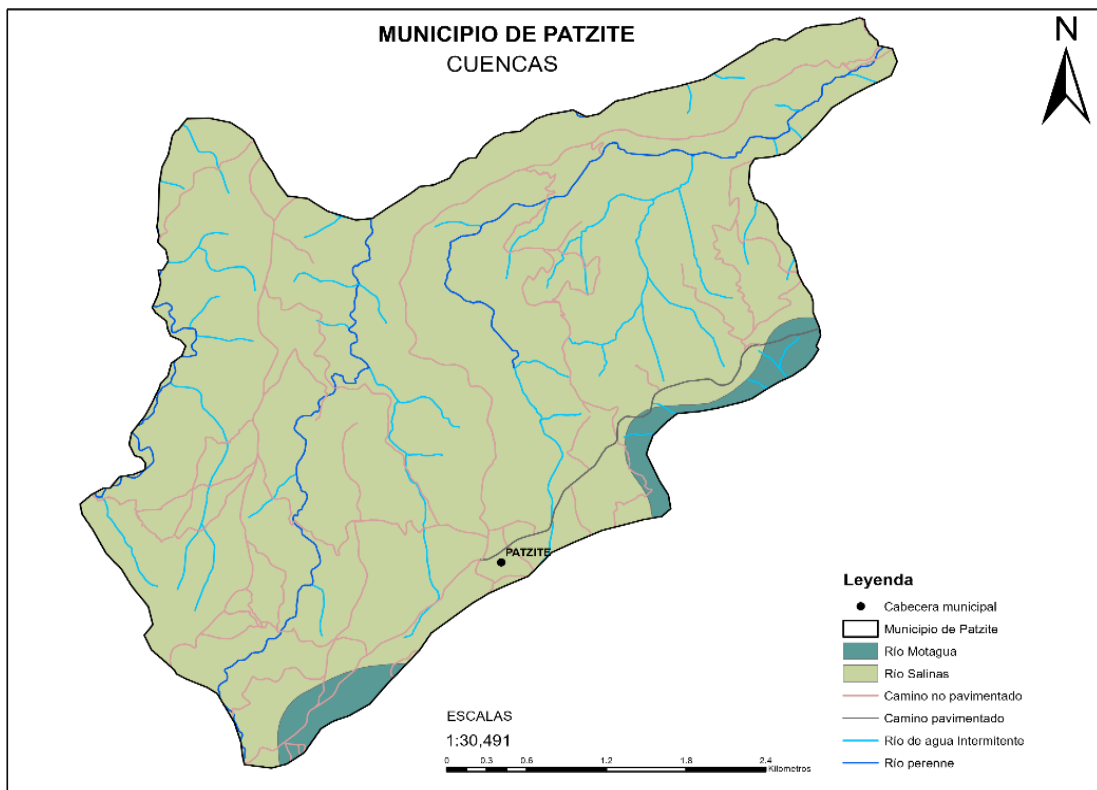 MUNICIPIO DE PATZITE
CUENCAS
N
PATZITE
Leyenda
Cabecera municipal
Municipio de Patzite
Río Motagua
Río Salinas
Camino no pavimentado
Camino pavimentado
Río de agua Intermitente
Río perenne
ESCALAS
1:30,491
0 0.3 0.6 1.2 1.8 2.4
Kilometros